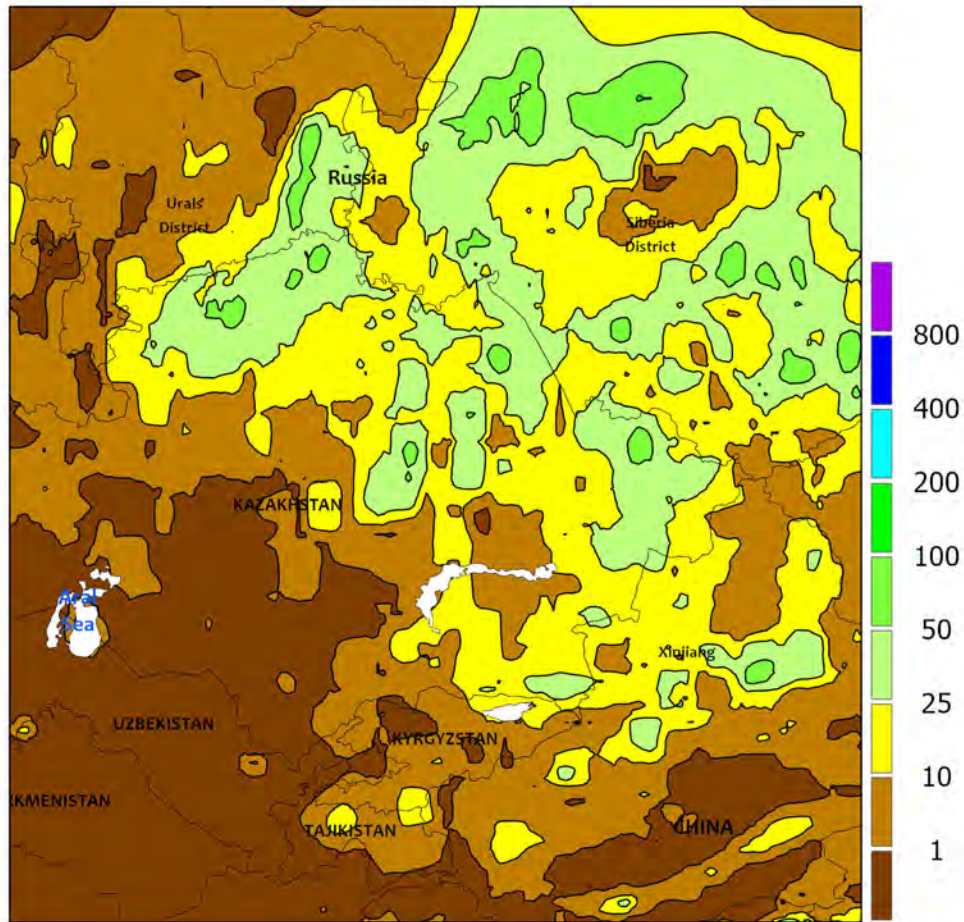 Russia
Urals
District
Siberia
District
KAZAKHSTAN
Aral
Sea
Xinjiang
UZBEKISTAN
KYRGYZSTAN
RKMENISTAN
TAJIKISTAN
CHINA
800
400
200
100
50
25
10
1